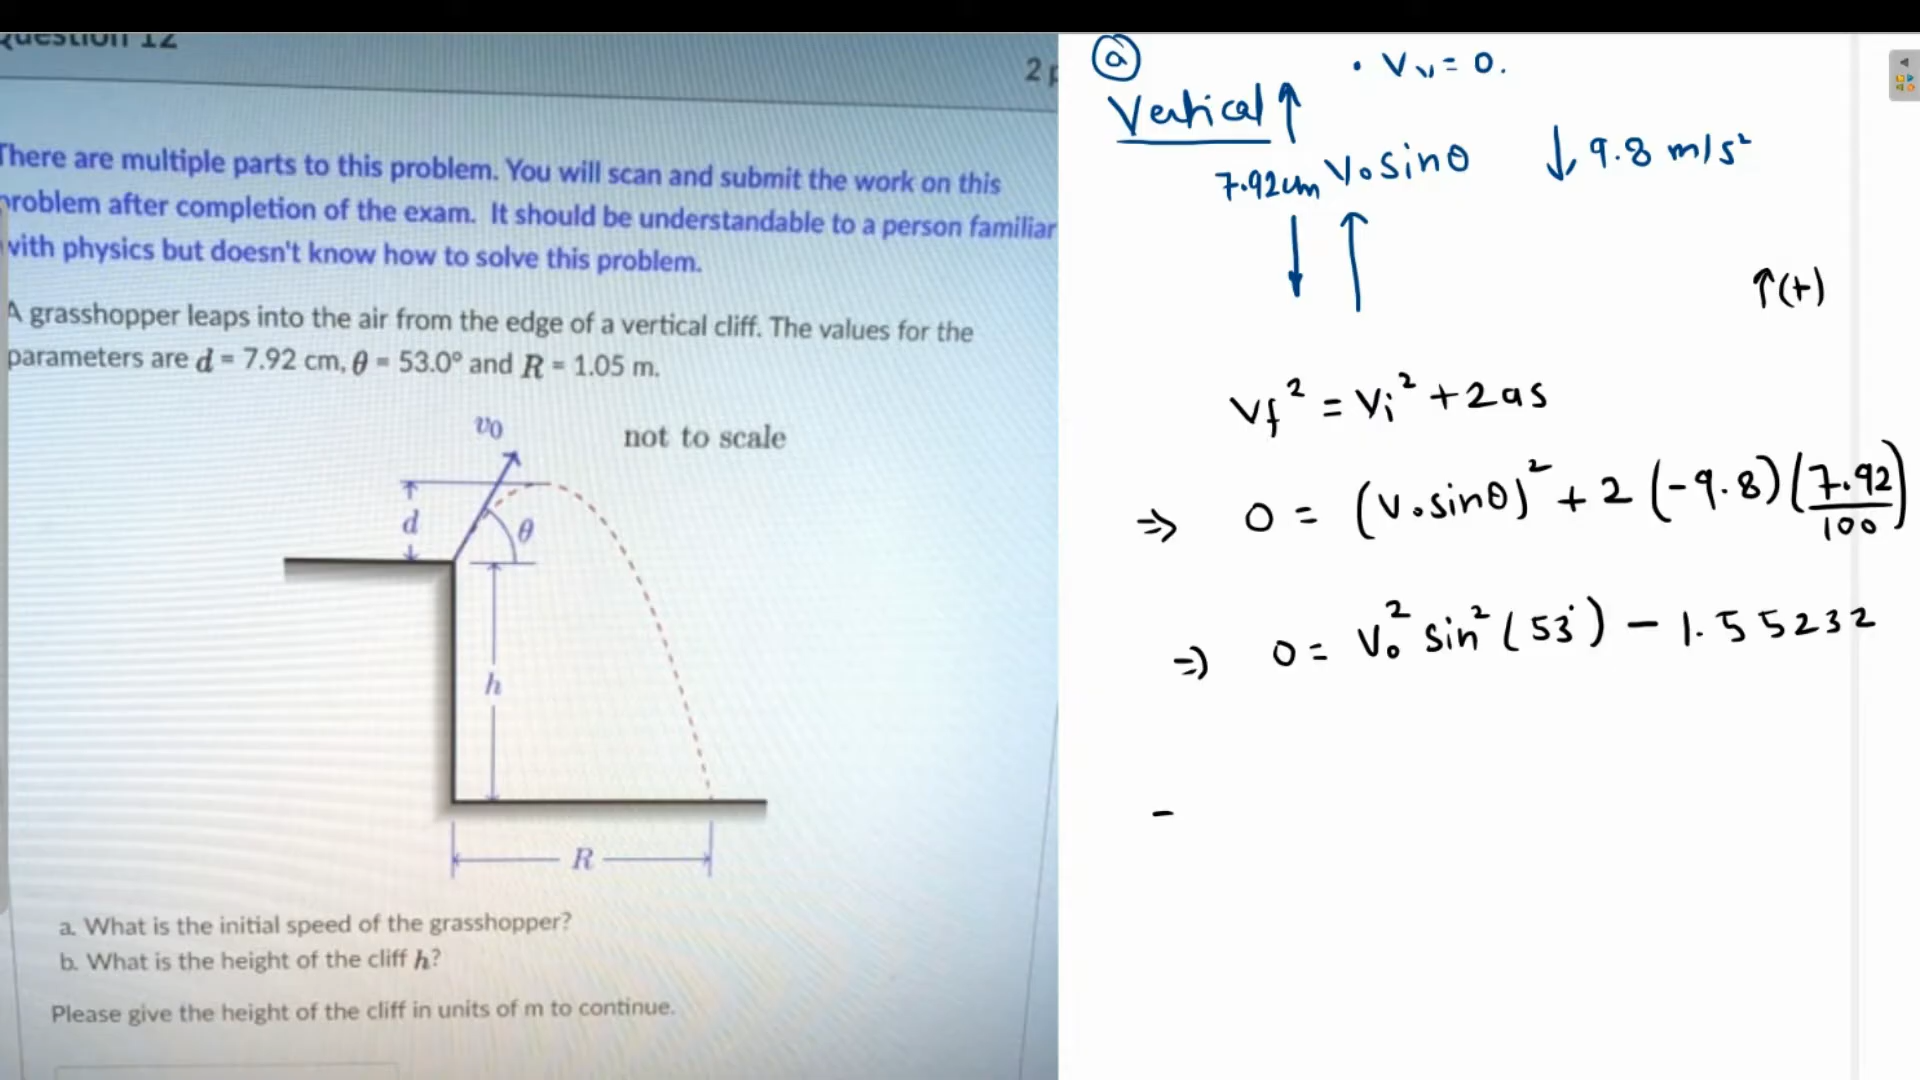 Question 12
2 p
There are multiple parts to this problem. You will scan and submit the work on this
problem after completion of the exam. It should be understandable to a person familiar
with physics but doesn't know how to solve this problem.
A grasshopper leaps into the air from the edge of a vertical cliff. The values for the
parameters are d = 7.92 cm, θ = 53.0° and R = 1.05 m.
v0
not to scale
d
θ
h
R
a. What is the initial speed of the grasshopper?
b. What is the height of the cliff h?
Please give the height of the cliff in units of m to continue.
ⓐ
• Vv = 0.
Vertical ↑
7.92cm V₀ sinθ ↓ 9.8 m/s²
↑(+)
Vf² = Vi² + 2as
⇒ 0 = (V₀sinθ)² + 2(-9.8)(7.92/100)
⇒ 0 = V₀² sin²(53°) - 1.55232
-